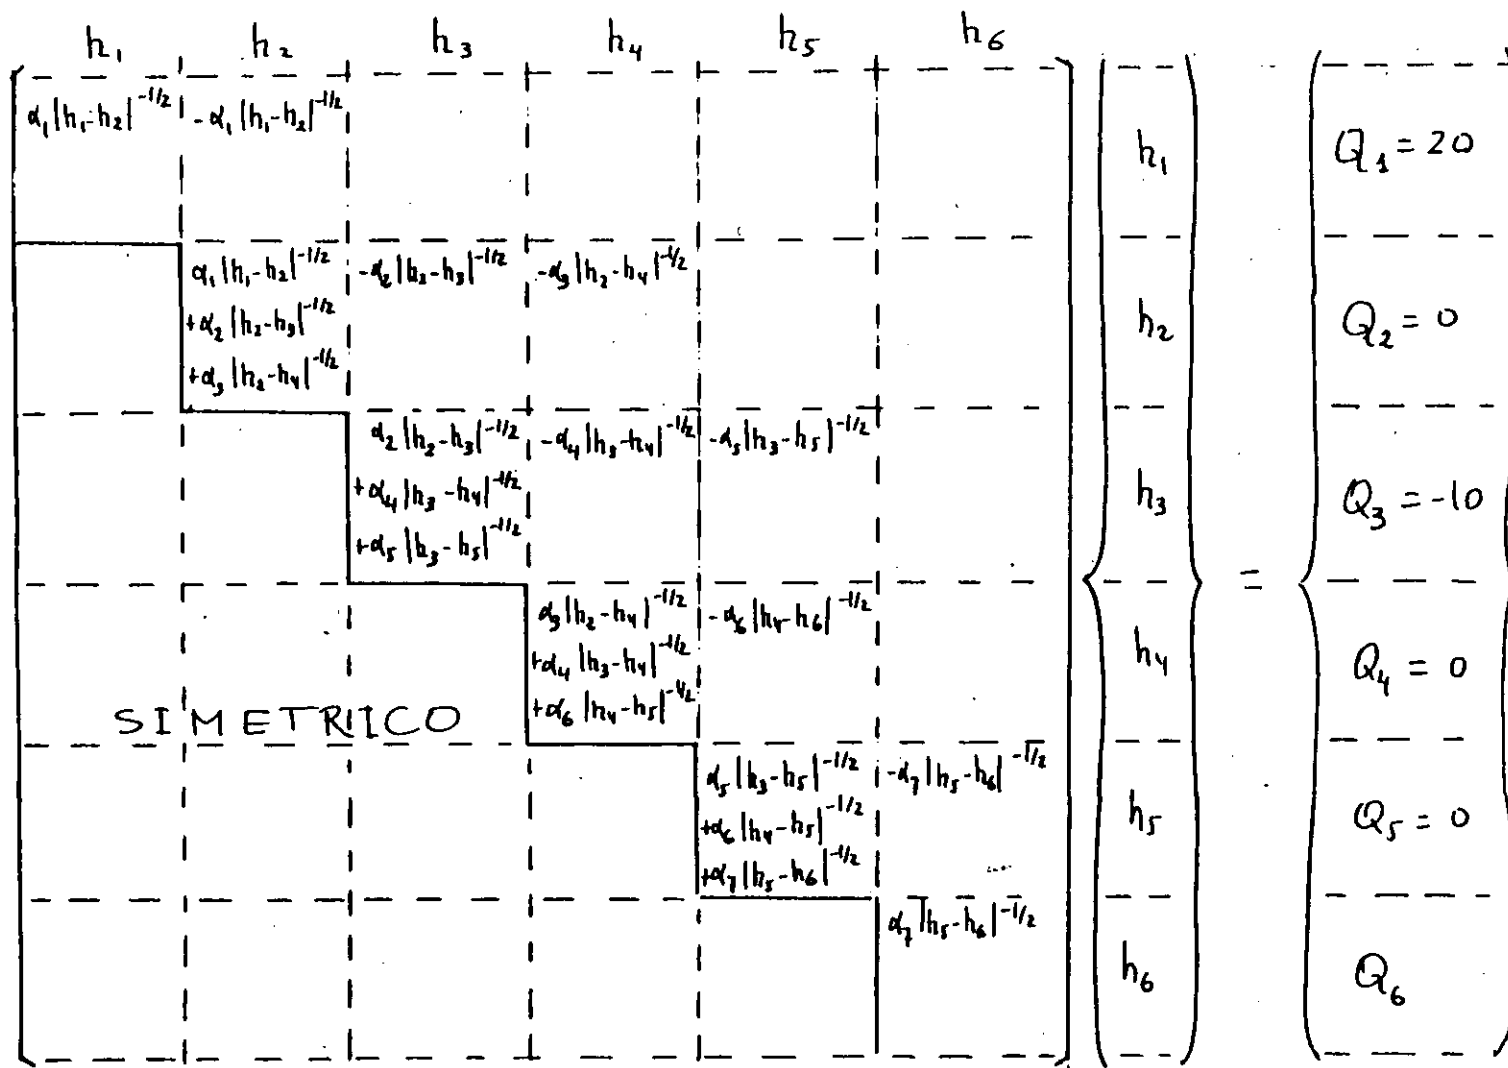 h₁ h₂ h₃ h₄ h₅ h₆
α₁|h₁-h₂|^-1/2 -α₁|h₁-h₂|^-1/2
h₁ Q₁ = 20
α₁|h₁-h₂|^-1/2 -α₂|h₂-h₃|^-1/2 -α₃|h₂-h₄|^-1/2
+α₂|h₂-h₃|^-1/2
h₂ = Q₂ = 0
+α₃|h₂-h₄|^-1/2
α₂|h₂-h₃|^-1/2 -α₄|h₃-h₄|^-1/2 -α₅|h₃-h₅|^-1/2
+α₄|h₃-h₄|^-1/2
h₃ Q₃ = -10
+α₅|h₃-h₅|^-1/2
α₃|h₂-h₄|^-1/2 -α₆|h₄-h₆|^-1/2
+α₄|h₃-h₄|^-1/2
h₄ Q₄ = 0
+α₆|h₄-h₅|^-1/2
SIMETRICO
α₅|h₃-h₅|^-1/2 -α₇|h₅-h₆|^-1/2
+α₆|h₄-h₅|^-1/2
h₅ Q₅ = 0
+α₇|h₅-h₆|^-1/2
α₇|h₅-h₆|^-1/2
h₆ Q₆